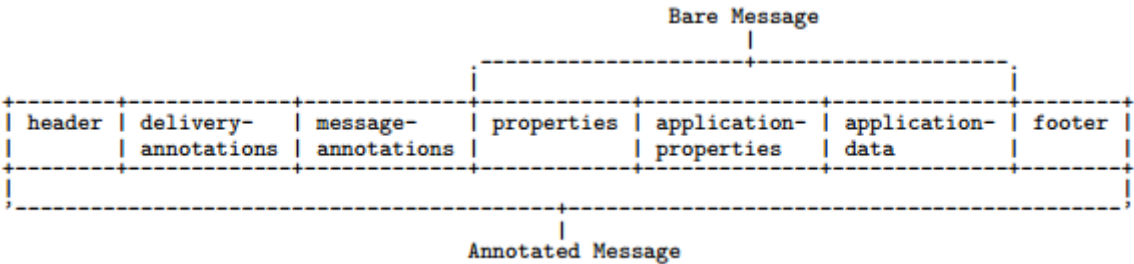 Bare Message
header | delivery- | message- | properties | application- | application- | footer
annotations | annotations | properties | data
Annotated Message